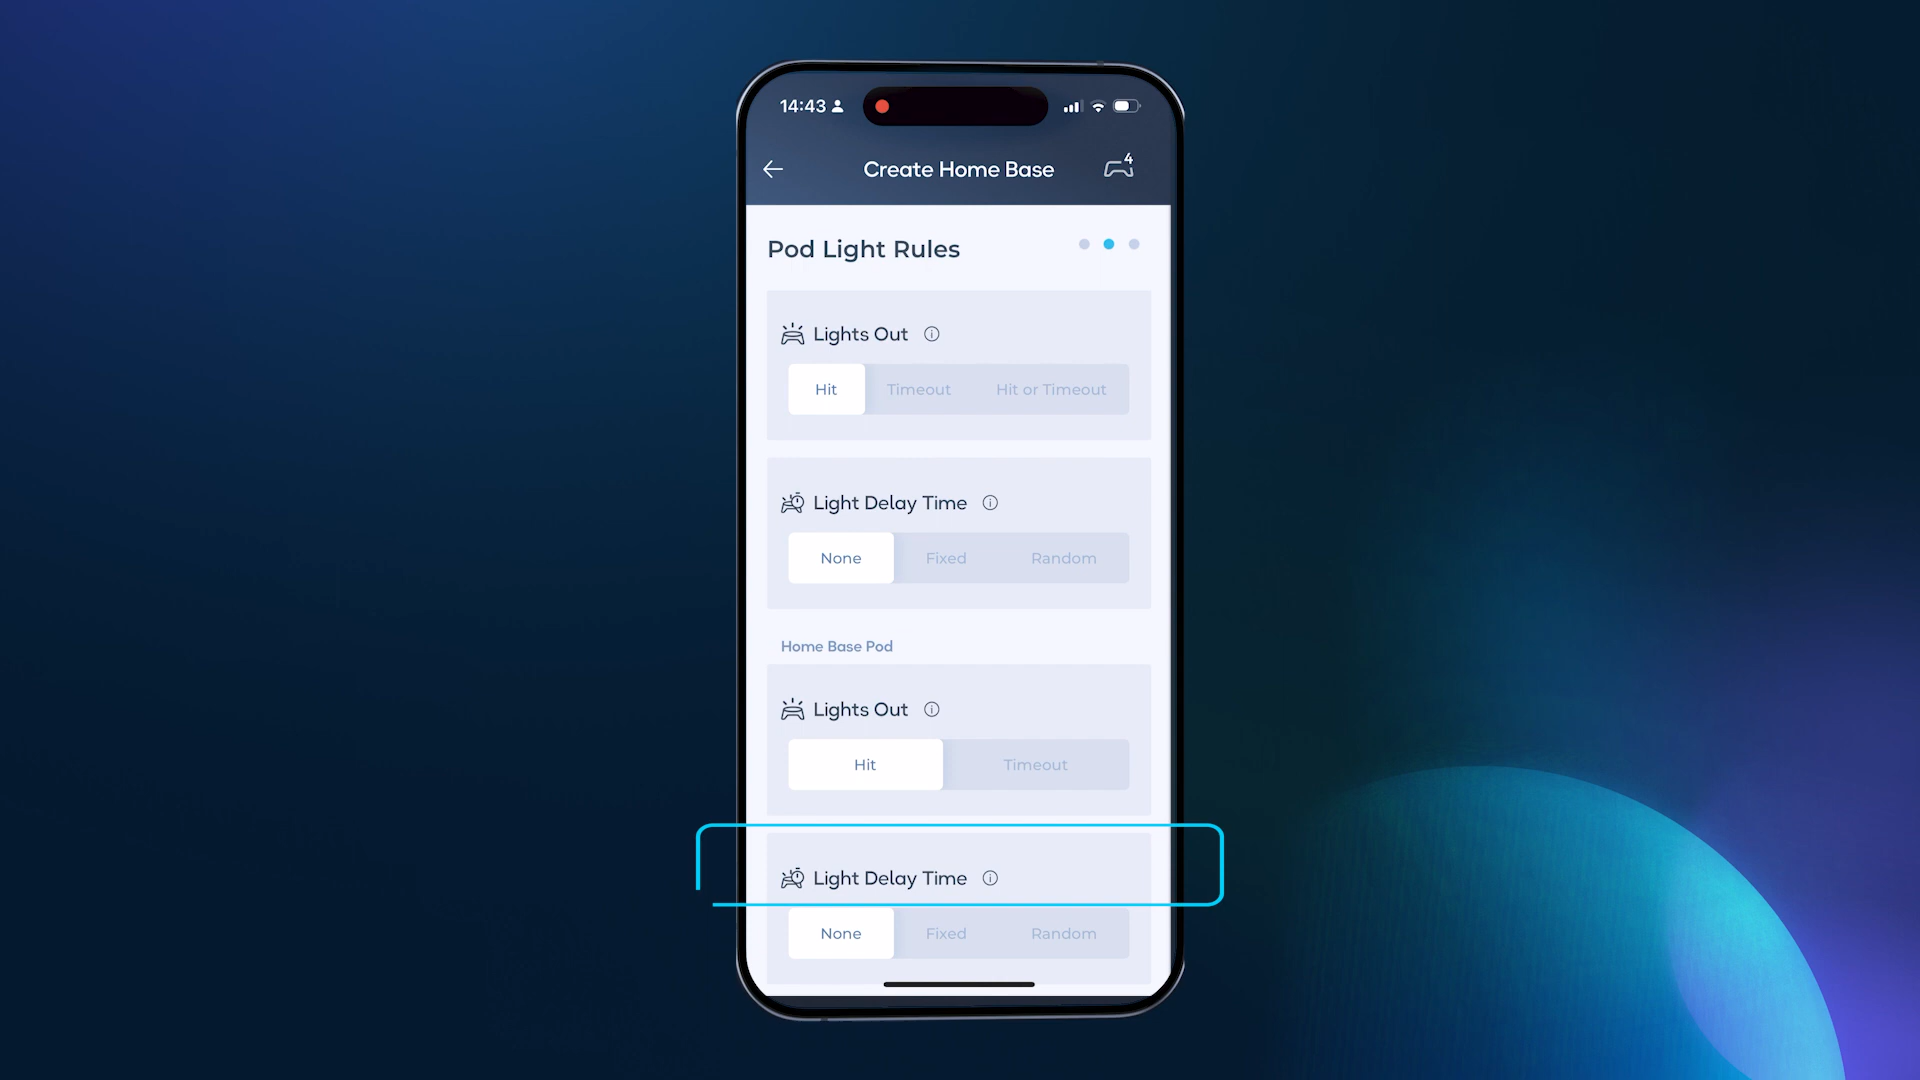 14:43
Create Home Base
4
Pod Light Rules
Lights Out
Hit Timeout Hit or Timeout
Light Delay Time
None Fixed Random
Home Base Pod
Lights Out
Hit Timeout
Light Delay Time
None Fixed Random